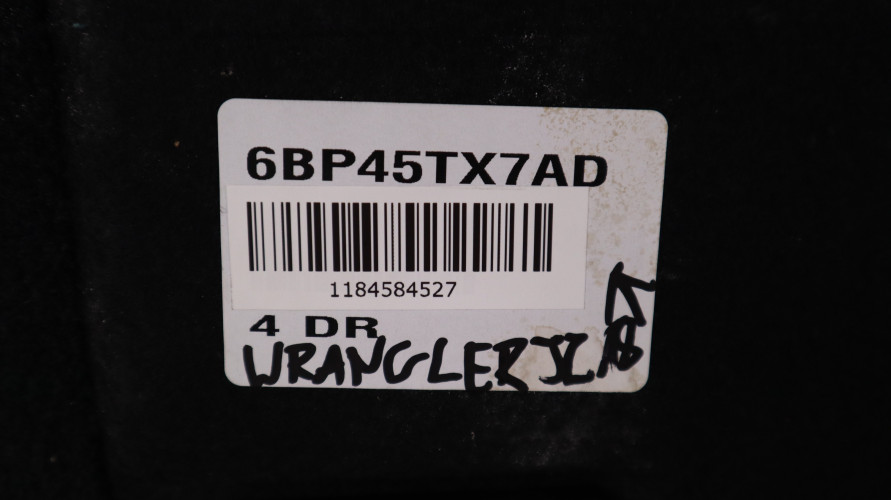 6BP45TX7AD
1184584527
4 DR
WRANGLER JL